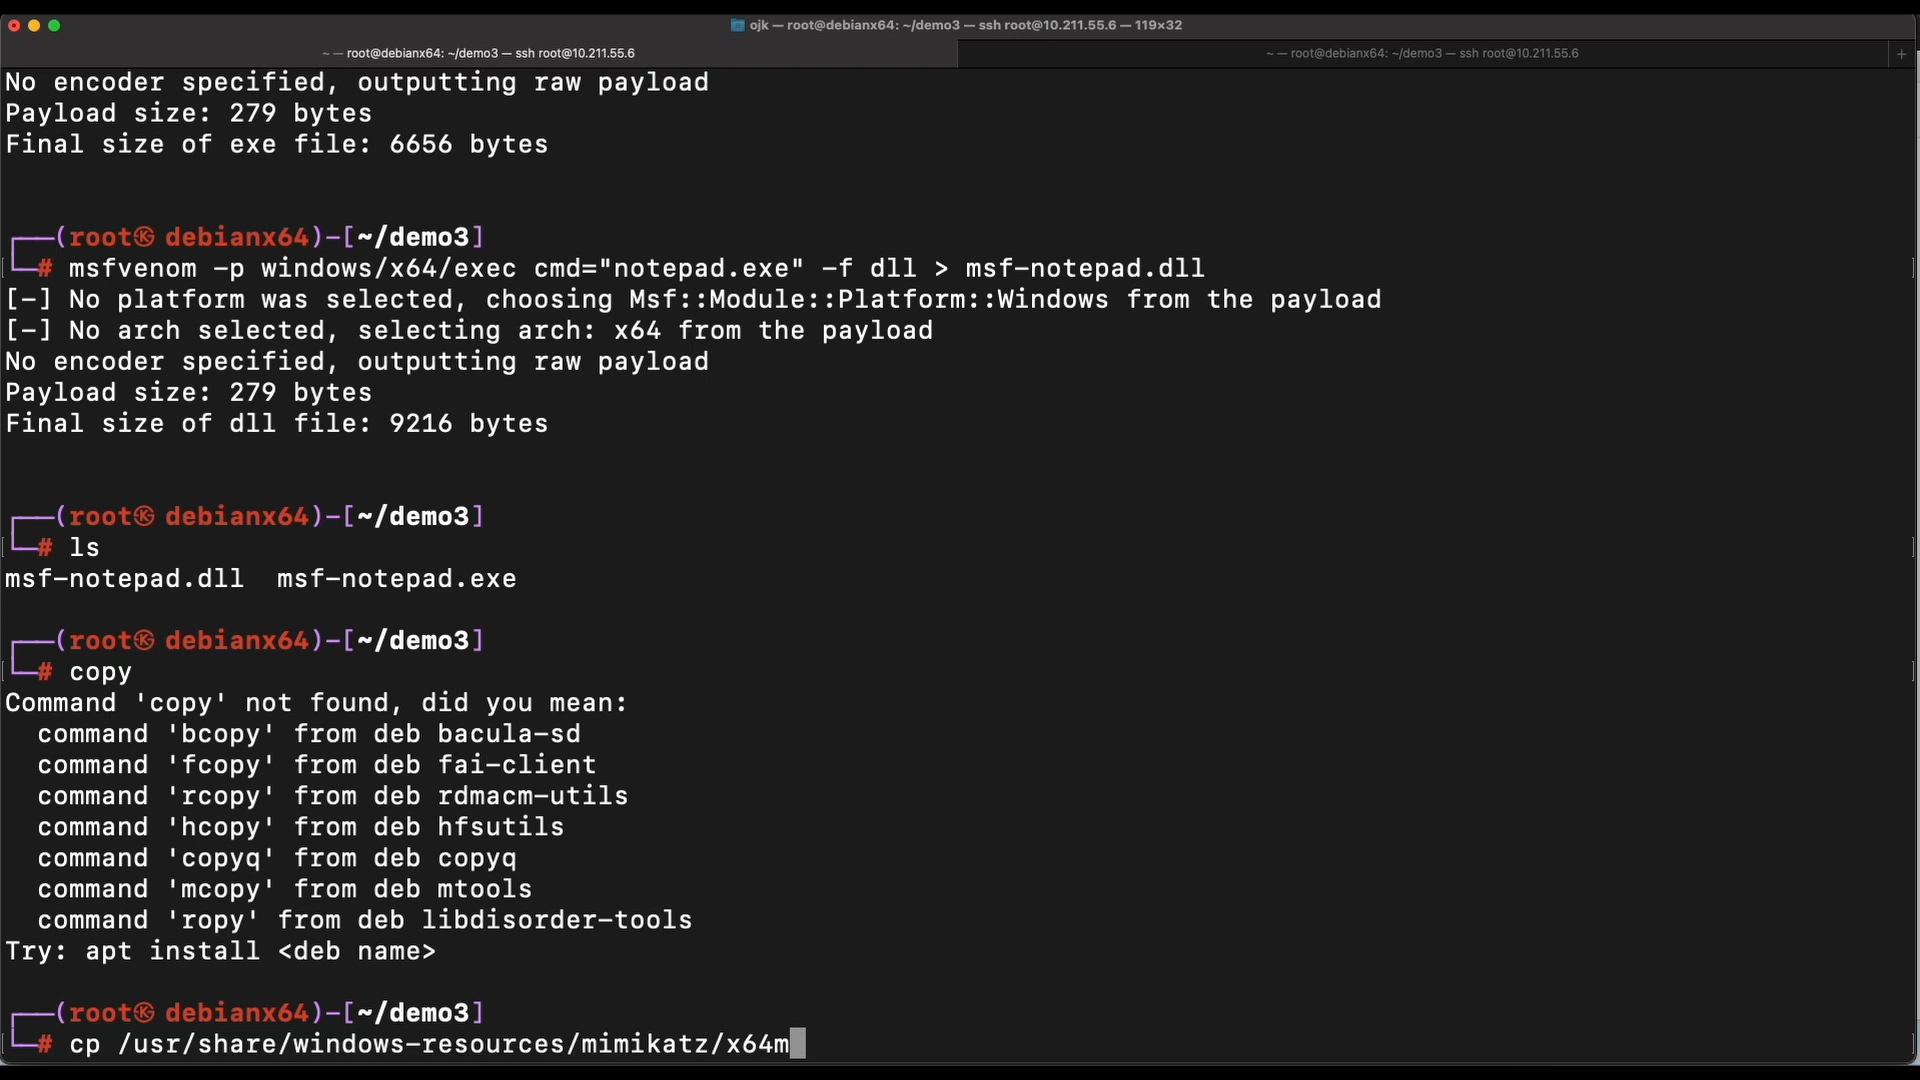 ojk — root@debianx64: ~/demo3 — ssh root@10.211.55.6 — 119×32
~ — root@debianx64: ~/demo3 — ssh root@10.211.55.6
~ — root@debianx64: ~/demo3 — ssh root@10.211.55.6 +
No encoder specified, outputting raw payload
Payload size: 279 bytes
Final size of exe file: 6656 bytes
┌──(root㉿ debianx64)-[~/demo3]
└─# msfvenom -p windows/x64/exec cmd="notepad.exe" -f dll > msf-notepad.dll
[-] No platform was selected, choosing Msf::Module::Platform::Windows from the payload
[-] No arch selected, selecting arch: x64 from the payload
No encoder specified, outputting raw payload
Payload size: 279 bytes
Final size of dll file: 9216 bytes
┌──(root㉿ debianx64)-[~/demo3]
└─# ls
msf-notepad.dll  msf-notepad.exe
┌──(root㉿ debianx64)-[~/demo3]
└─# copy
Command 'copy' not found, did you mean:
  command 'bcopy' from deb bacula-sd
  command 'fcopy' from deb fai-client
  command 'rcopy' from deb rdmacm-utils
  command 'hcopy' from deb hfsutils
  command 'copyq' from deb copyq
  command 'mcopy' from deb mtools
  command 'ropy' from deb libdisorder-tools
Try: apt install <deb name>
┌──(root㉿ debianx64)-[~/demo3]
└─# cp /usr/share/windows-resources/mimikatz/x64m